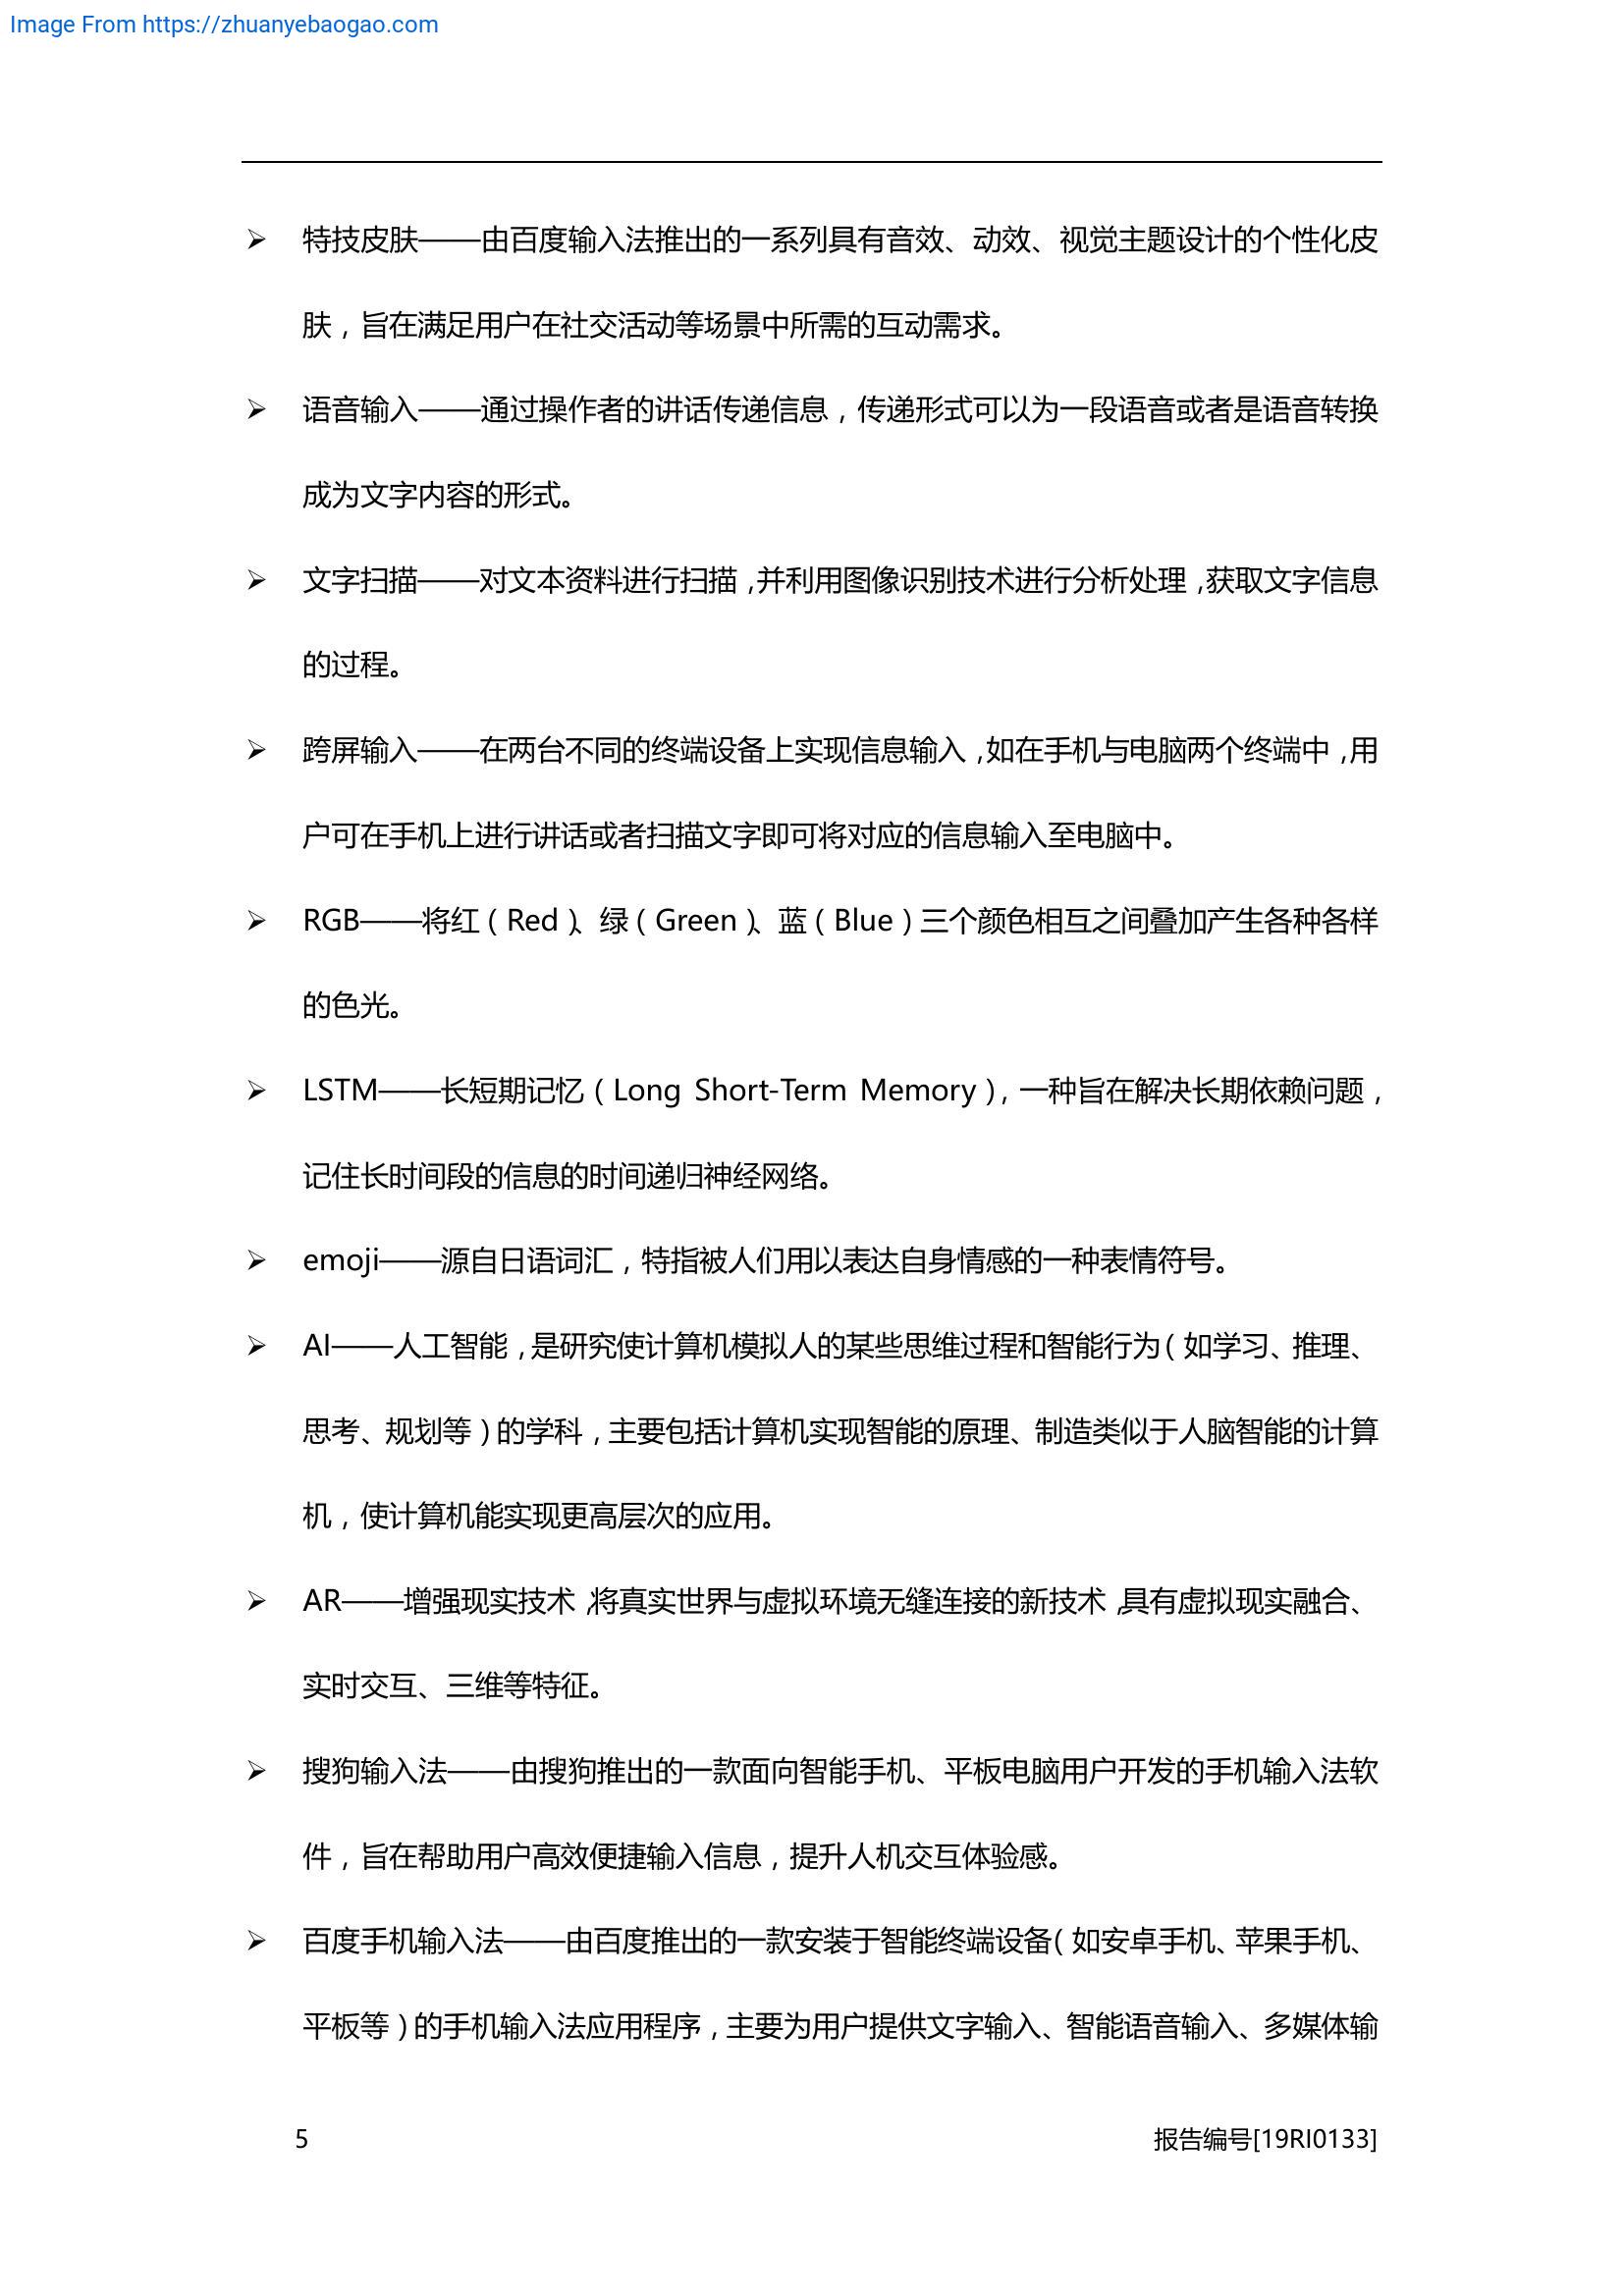 Image From https://zhuanyebaogao.com
➢ 特技皮肤——由百度输入法推出的一系列具有音效、动效、视觉主题设计的个性化皮
肤，旨在满足用户在社交活动等场景中所需的互动需求。
➢ 语音输入——通过操作者的讲话传递信息，传递形式可以为一段语音或者是语音转换
成为文字内容的形式。
➢ 文字扫描——对文本资料进行扫描，并利用图像识别技术进行分析处理，获取文字信息
的过程。
➢ 跨屏输入——在两台不同的终端设备上实现信息输入，如在手机与电脑两个终端中，用
户可在手机上进行讲话或者扫描文字即可将对应的信息输入至电脑中。
➢ RGB——将红（Red）、绿（Green）、蓝（Blue）三个颜色相互之间叠加产生各种各样
的色光。
➢ LSTM——长短期记忆（Long Short-Term Memory），一种旨在解决长期依赖问题，
记住长时间段的信息的时间递归神经网络。
➢ emoji——源自日语词汇，特指被人们用以表达自身情感的一种表情符号。
➢ AI——人工智能，是研究使计算机模拟人的某些思维过程和智能行为（如学习、推理、
思考、规划等）的学科，主要包括计算机实现智能的原理、制造类似于人脑智能的计算
机，使计算机能实现更高层次的应用。
➢ AR——增强现实技术，将真实世界与虚拟环境无缝连接的新技术，具有虚拟现实融合、
实时交互、三维等特征。
➢ 搜狗输入法——由搜狗推出的一款面向智能手机、平板电脑用户开发的手机输入法软
件，旨在帮助用户高效便捷输入信息，提升人机交互体验感。
➢ 百度手机输入法——由百度推出的一款安装于智能终端设备（如安卓手机、苹果手机、
平板等）的手机输入法应用程序，主要为用户提供文字输入、智能语音输入、多媒体输
5 报告编号[19RI0133]